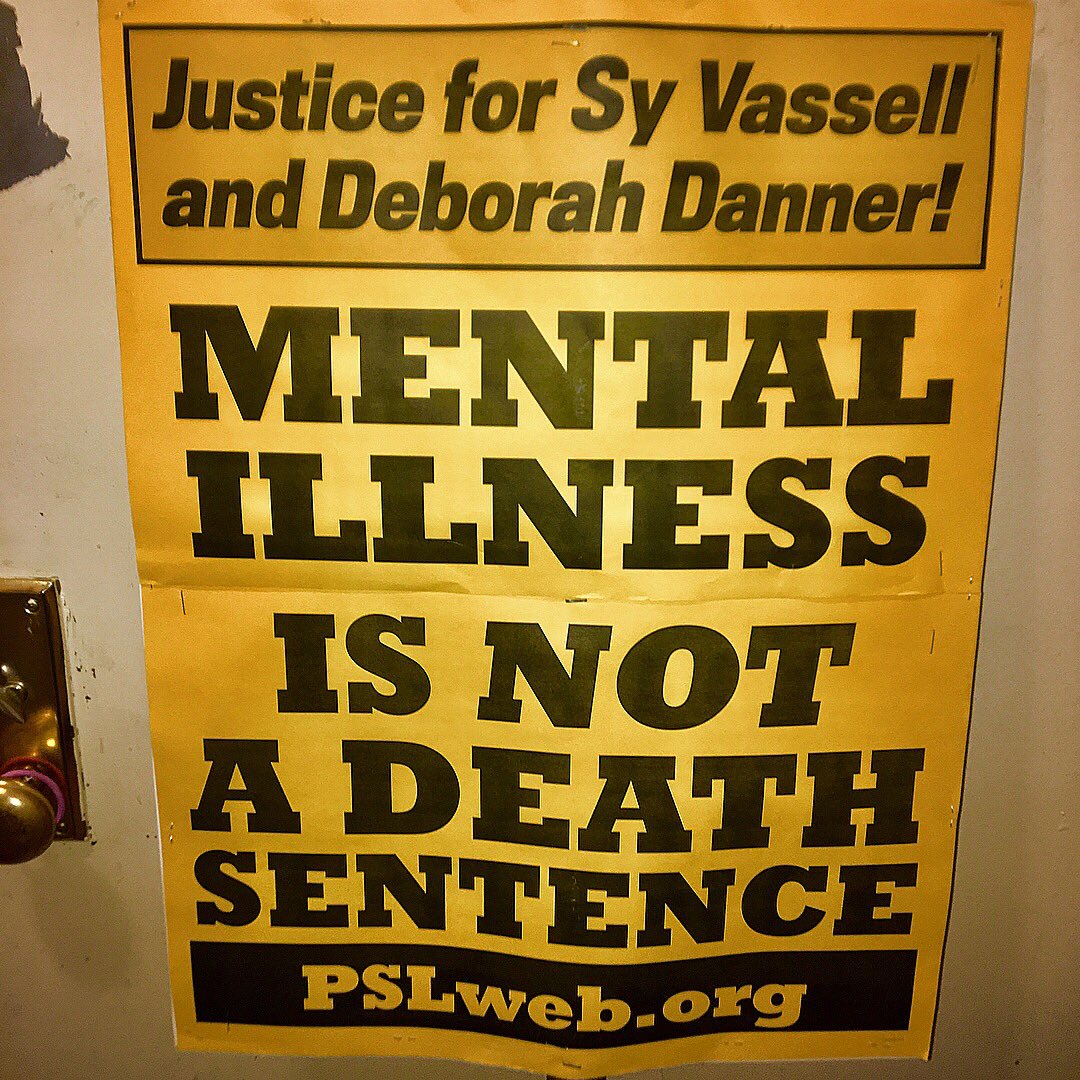 Justice for Sy Vassell
and Deborah Danner!
MENTAL
ILLNESS
IS NOT
A DEATH
SENTENCE
PSLweb.org